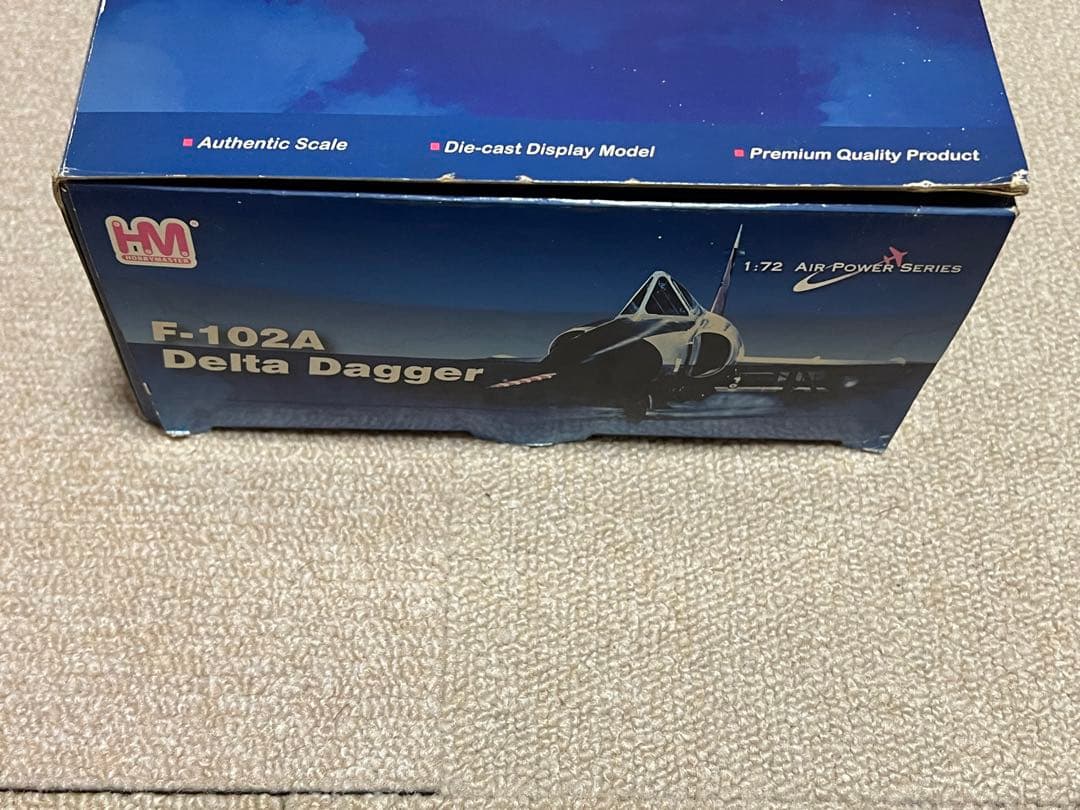 Authentic Scale
Die-cast Display Model
Premium Quality Product
HM
HOBBYMASTER
1:72 AIR POWER SERIES
F-102A
Delta Dagger